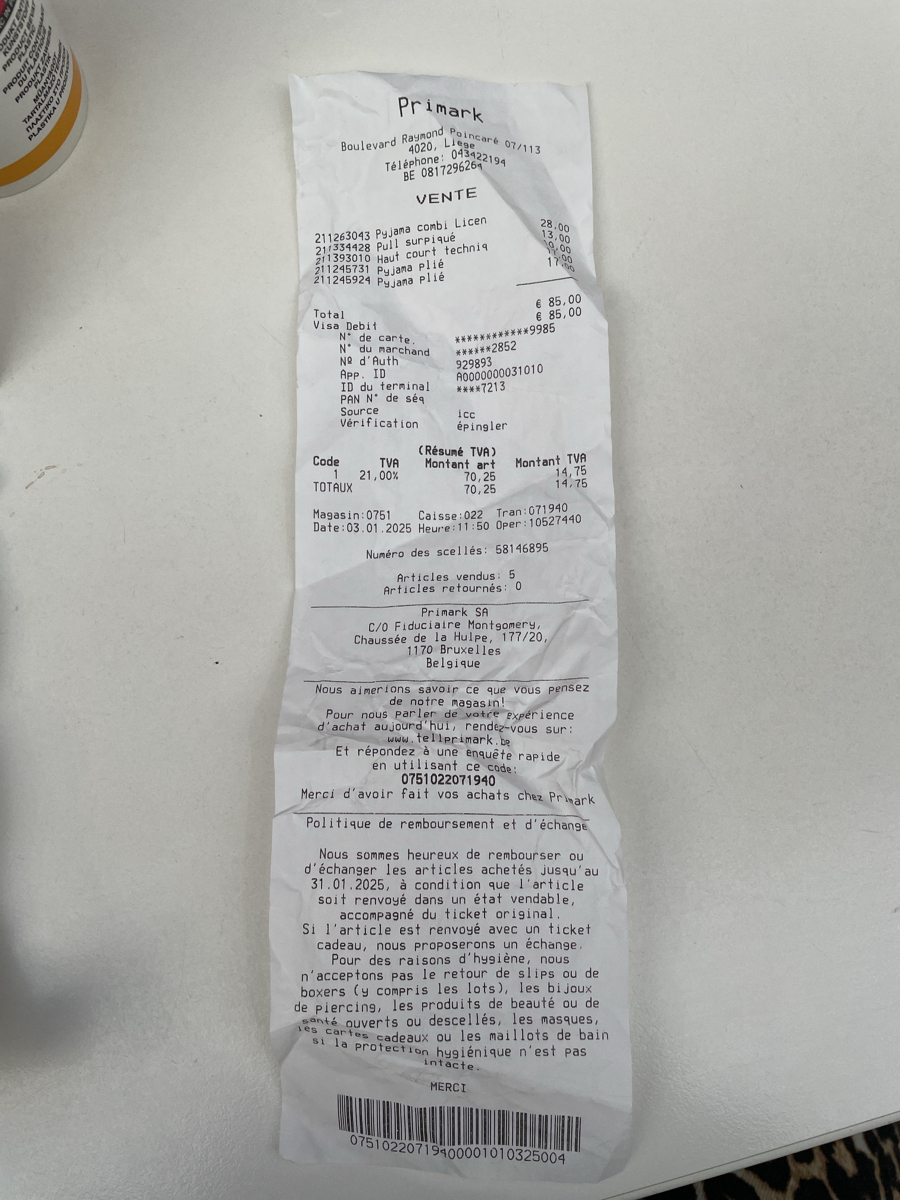 PRODUKT
PRODUCT
PLASTIC
Primark
Boulevard Raymond Poincaré 07/113
4020, Liege
Téléphone: 043422194
BE 0817296264
VENTE
211263043 Pyjama combi Licen 28,00
211334428 Pull surpiqué 13,00
211393010 Haut court techniq
211245731 Pyjama plié
211245924 Pyjama plié 17,00
Total € 85,00
Visa Debit € 85,00
N° de carte. ************9985
N° du marchand ******2852
Nº d'Auth 929893
App. ID A0000000031010
ID du terminal ****7213
PAN N° de séq
Source icc
Vérification épingler
(Résumé TVA)
Code TVA Montant art Montant TVA
1 21,00% 70,25 14,75
TOTAUX 70,25 14,75
Magasin:0751 Caisse:022 Tran:071940
Date:03.01.2025 Heure:11:50 Oper:10527440
Numéro des scellés: 58146895
Articles vendus: 5
Articles retournés: 0
Primark SA
C/O Fiduciaire Montgomery,
Chaussée de la Hulpe, 177/20,
1170 Bruxelles
Belgique
Nous aimerions savoir ce que vous pensez
de notre magasin!
Pour nous parler de votre expérience
d'achat aujourd'hui, rendez-vous sur:
www.tellprimark.be
Et répondez à une enquête rapide
en utilisant ce code:
0751022071940
Merci d'avoir fait vos achats chez Primark
Politique de remboursement et d'échange
Nous sommes heureux de rembourser ou
d'échanger les articles achetés jusqu'au
31.01.2025, à condition que l'article
soit renvoyé dans un état vendable,
accompagné du ticket original.
Si l'article est renvoyé avec un ticket
cadeau, nous proposerons un échange.
Pour des raisons d'hygiène, nous
n'acceptons pas le retour de slips ou de
boxers (y compris les lots), les bijoux
de piercing, les produits de beauté ou de
santé ouverts ou descellés, les masques,
les cartes cadeaux ou les maillots de bain
si la protection hygiénique n'est pas
intacte.
MERCI
07510220719400001010325004